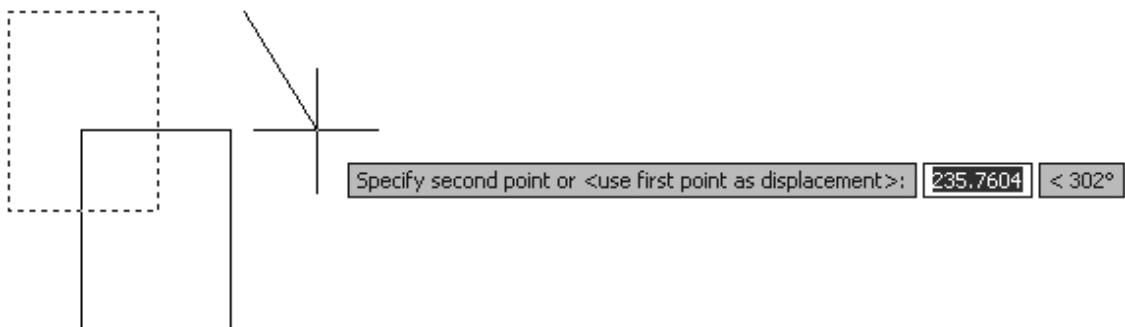 Specify second point or <use first point as displacement>: 235.7604 < 302°